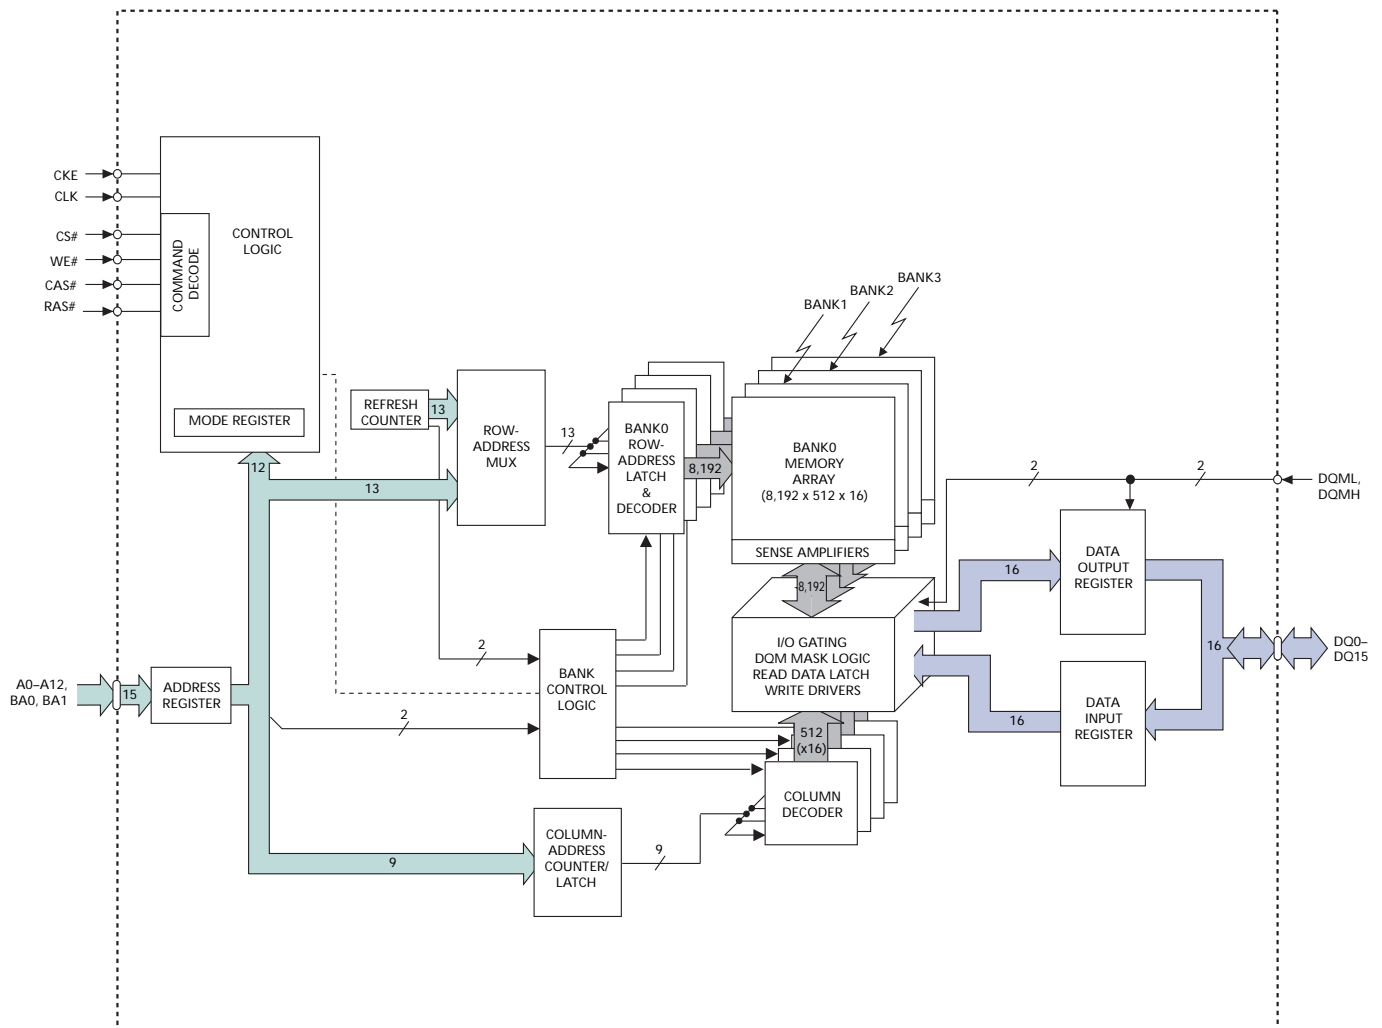 CKE
CLK
CS#
WE#
CAS#
RAS#
COMMAND
DECODE
CONTROL
LOGIC
MODE REGISTER
12
REFRESH
COUNTER
13
13
ROW-
ADDRESS
MUX
13
BANK0
ROW-
ADDRESS
LATCH
&
DECODER
8,192
BANK1
BANK2
BANK3
BANK0
MEMORY
ARRAY
(8,192 x 512 x 16)
SENSE AMPLIFIERS
8,192
I/O GATING
DQM MASK LOGIC
READ DATA LATCH
WRITE DRIVERS
512
(x16)
COLUMN
DECODER
2
2
DQML,
DQMH
16
DATA
OUTPUT
REGISTER
16
DQ0–
DQ15
16
DATA
INPUT
REGISTER
A0–A12,
BA0, BA1
15
ADDRESS
REGISTER
2
2
BANK
CONTROL
LOGIC
9
COLUMN-
ADDRESS
COUNTER/
LATCH
9